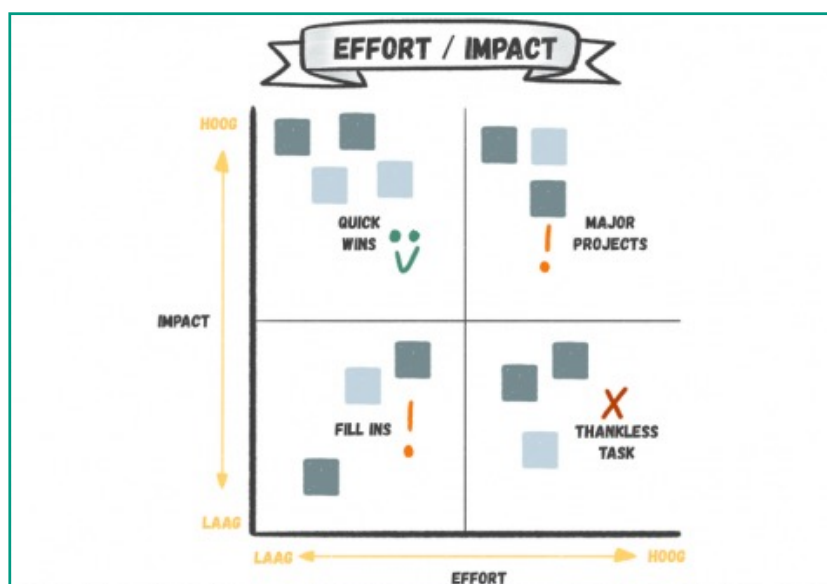 EFFORT / IMPACT
HOOG
QUICK
WINS
MAJOR
PROJECTS
IMPACT
FILL INS
THANKLESS
TASK
LAAG
LAAG
HOOG
EFFORT